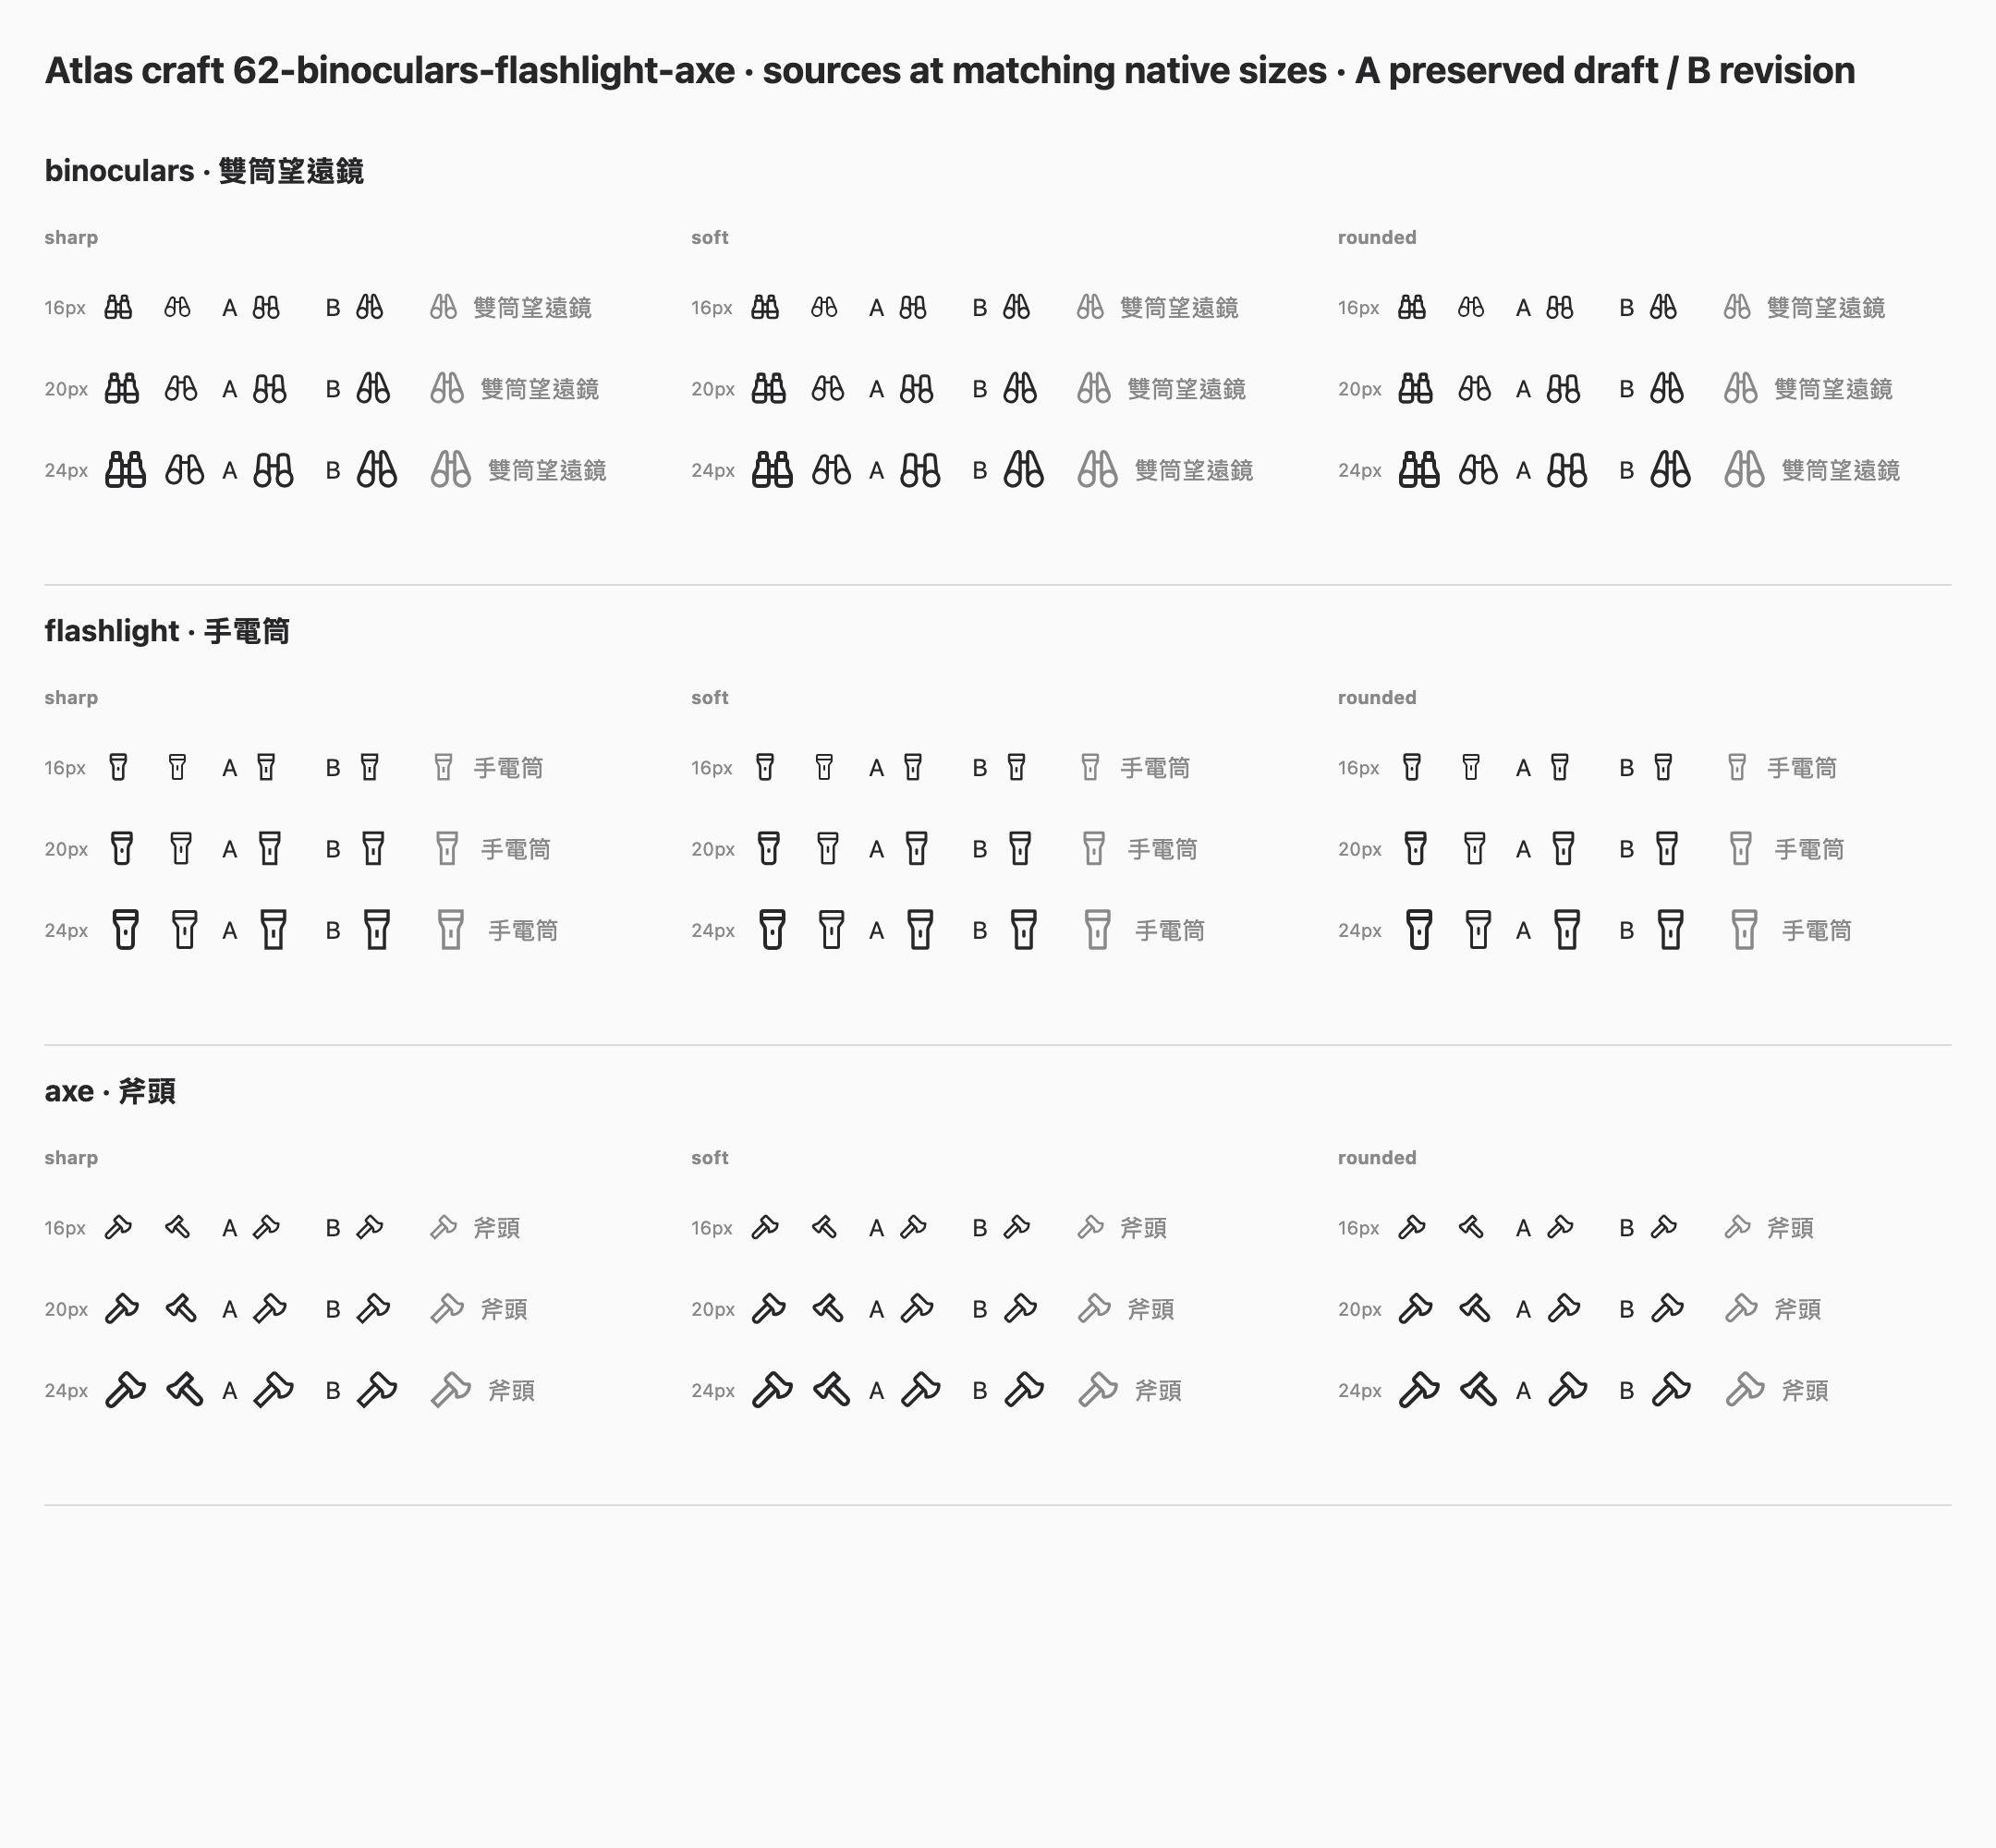 Atlas craft 62-binoculars-flashlight-axe · sources at matching native sizes · A preserved draft / B revision
binoculars · 雙筒望遠鏡
sharp soft rounded
16px A B 雙筒望遠鏡 16px A B 雙筒望遠鏡 16px A B 雙筒望遠鏡
20px A B 雙筒望遠鏡 20px A B 雙筒望遠鏡 20px A B 雙筒望遠鏡
24px A B 雙筒望遠鏡 24px A B 雙筒望遠鏡 24px A B 雙筒望遠鏡
flashlight · 手電筒
sharp soft rounded
16px A B 手電筒 16px A B 手電筒 16px A B 手電筒
20px A B 手電筒 20px A B 手電筒 20px A B 手電筒
24px A B 手電筒 24px A B 手電筒 24px A B 手電筒
axe · 斧頭
sharp soft rounded
16px A B 斧頭 16px A B 斧頭 16px A B 斧頭
20px A B 斧頭 20px A B 斧頭 20px A B 斧頭
24px A B 斧頭 24px A B 斧頭 24px A B 斧頭